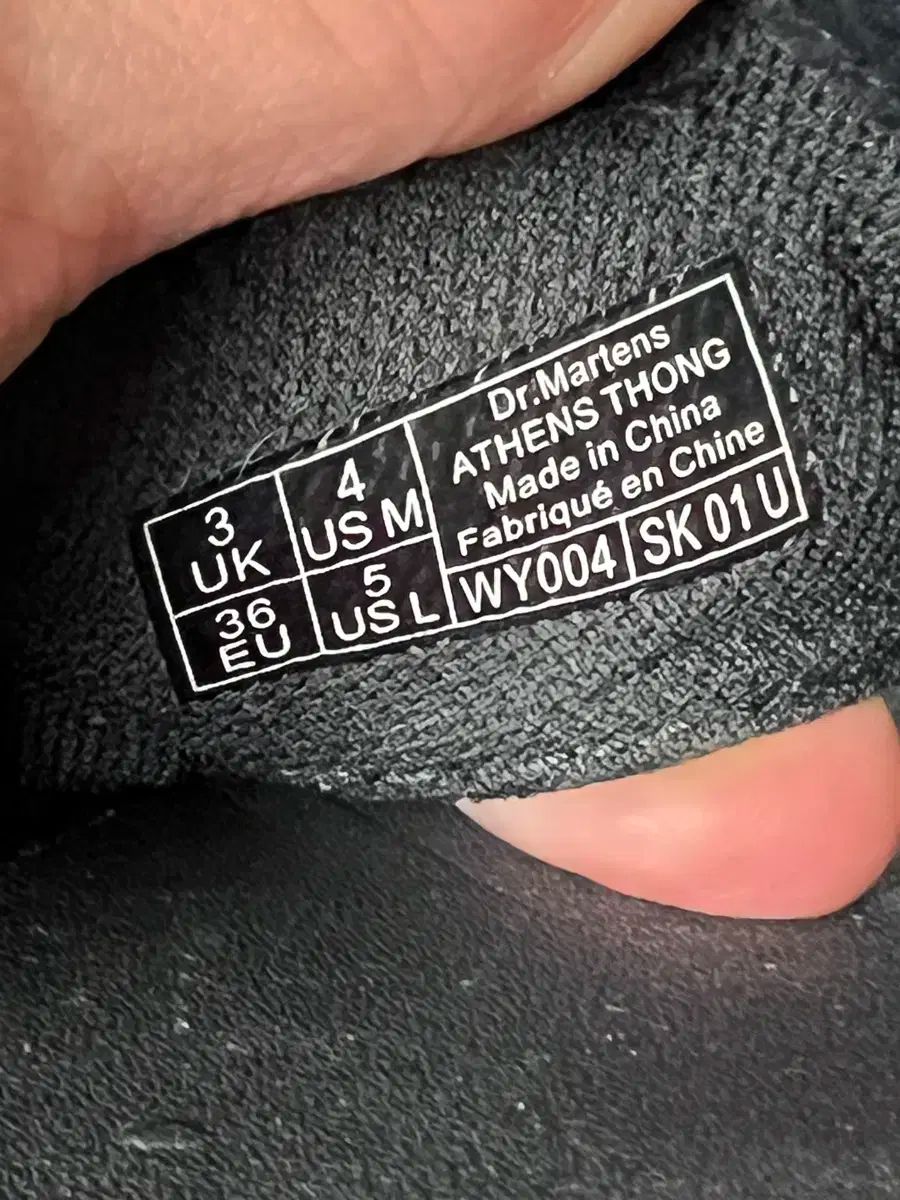 3
UK
4
US M
36
EU
5
US L
Dr.Martens
ATHENS THONG
Made in China
Fabriqué en Chine
WY004
SK 01 U